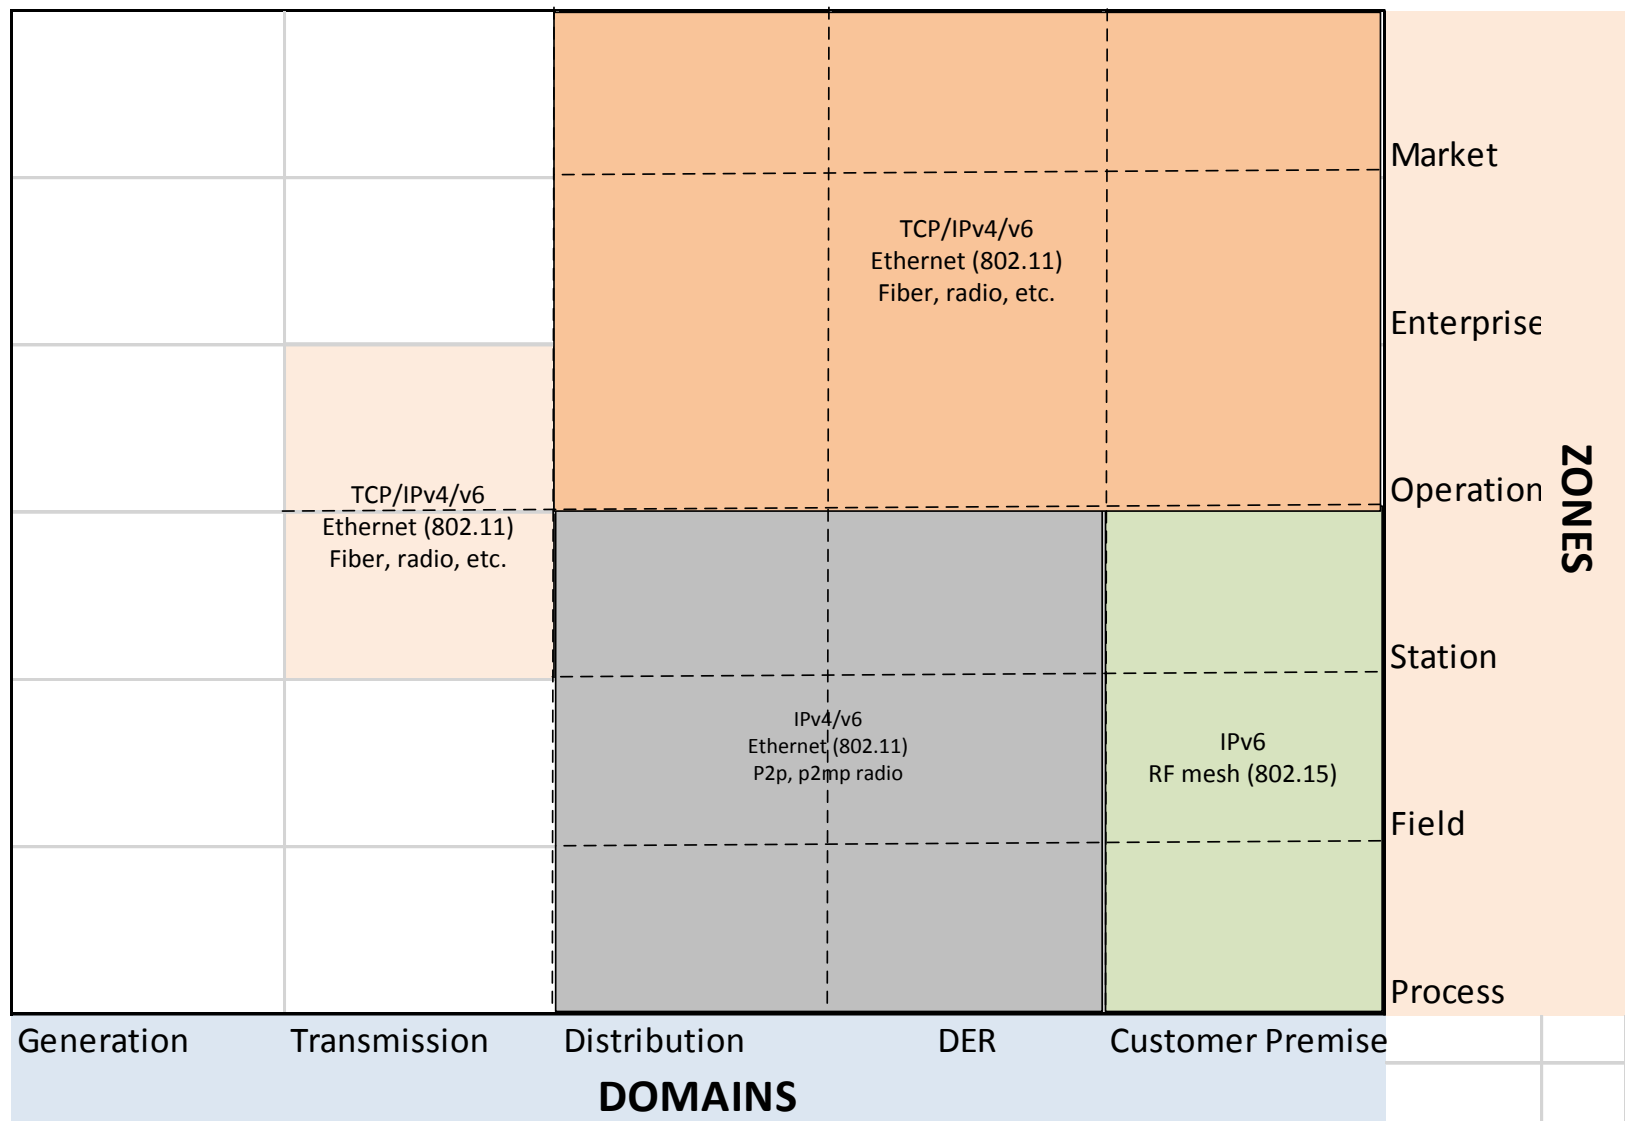 Market
TCP/IPv4/v6
Ethernet (802.11)
Fiber, radio, etc.
Enterprise
Operation
ZONES
TCP/IPv4/v6
Ethernet (802.11)
Fiber, radio, etc.
Station
IPv4/v6
Ethernet (802.11)
P2p, p2mp radio
IPv6
RF mesh (802.15)
Field
Process
Generation
Transmission
Distribution
DER
Customer Premise
DOMAINS